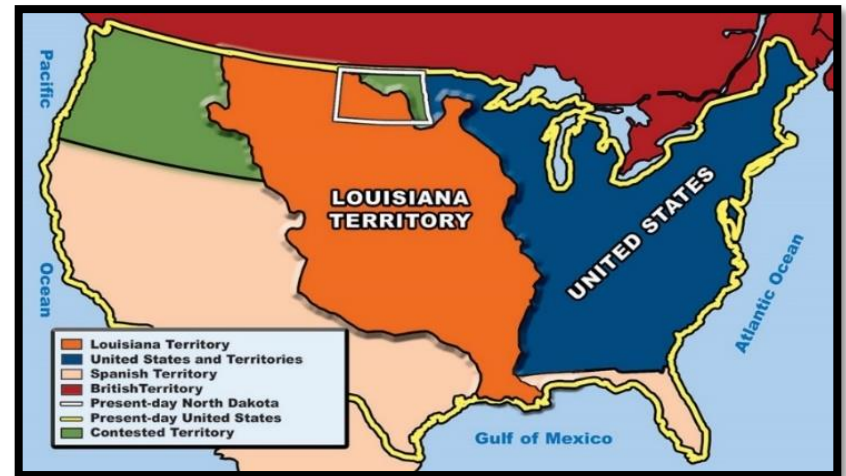 Pacific
Ocean
LOUISIANA
TERRITORY
UNITED STATES
Atlantic Ocean
Gulf of Mexico
Louisiana Territory
United States and Territories
Spanish Territory
BritishTerritory
Present-day North Dakota
Present-day United States
Contested Territory